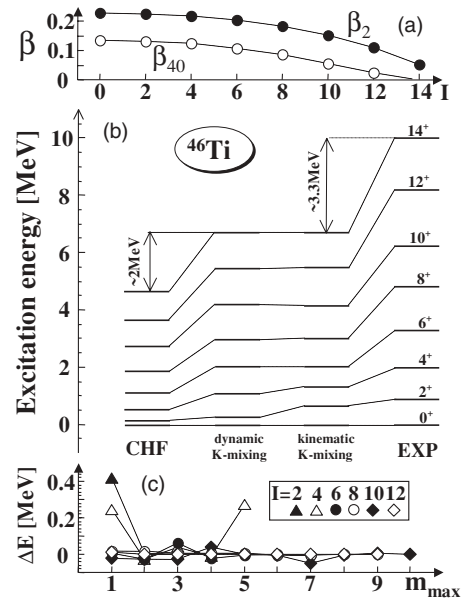 0.2
0.1
0
β
β2
β40
(a)
0 2 4 6 8 10 12 14 I
Excitation energy [MeV]
10
8
6
4
2
0
(b)
46Ti
~2MeV
~3.3MeV
14+
12+
10+
8+
6+
4+
2+
0+
CHF
dynamic
K-mixing
kinematic
K-mixing
EXP
ΔE [MeV]
0.4
0.2
0
(c)
I=2 4 6 8 10 12
1 3 5 7 9 mmax